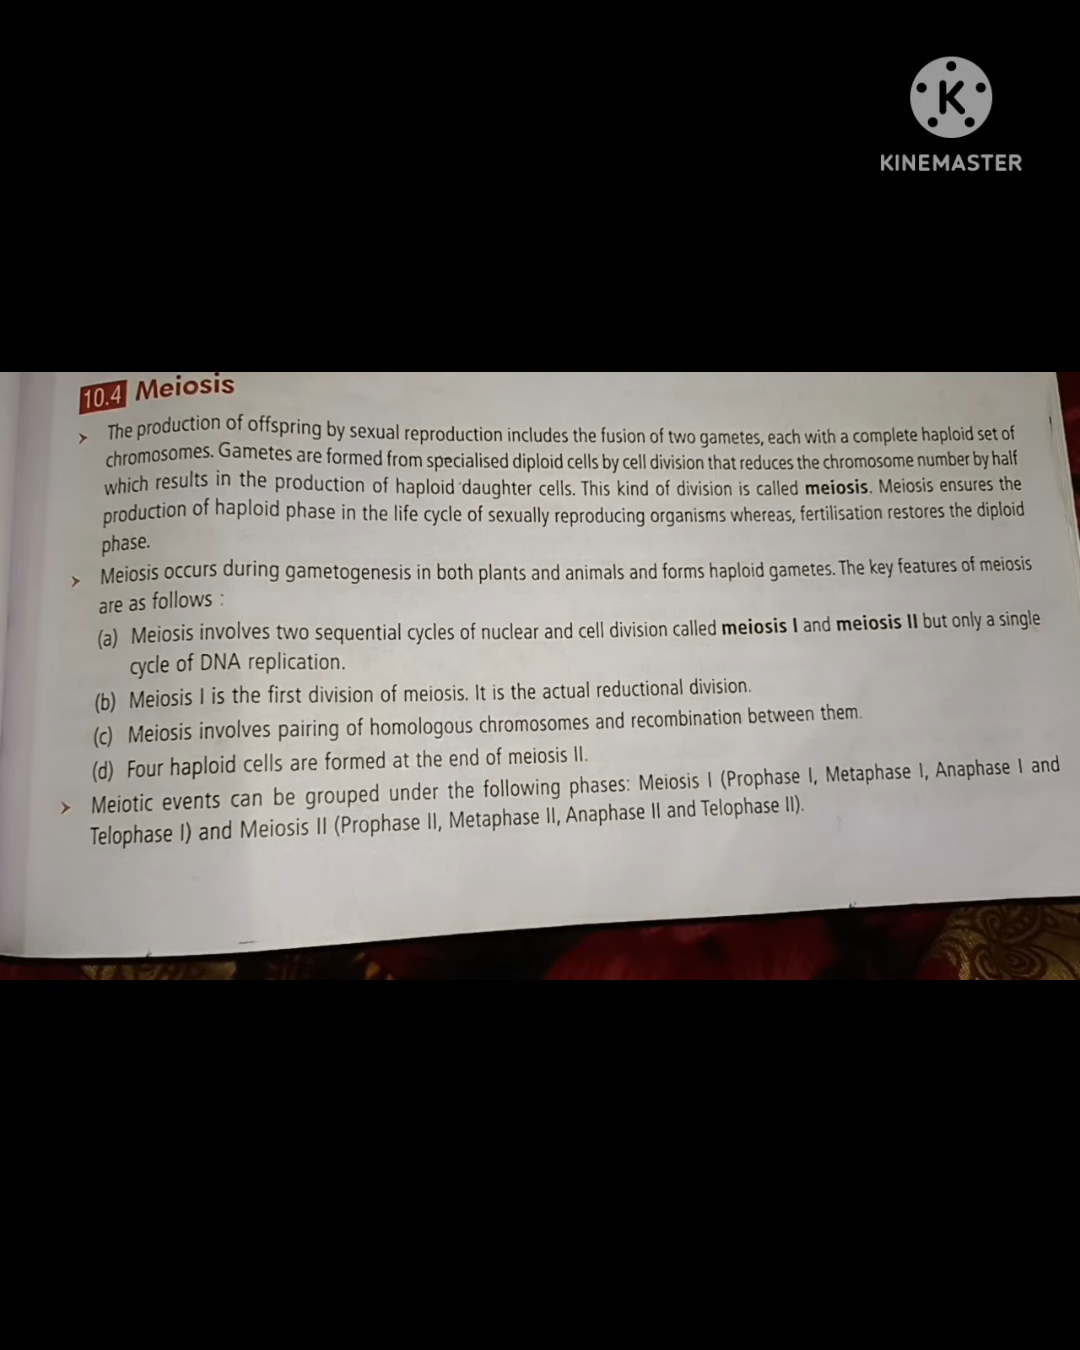 KINEMASTER
10.4 Meiosis
➤ The production of offspring by sexual reproduction includes the fusion of two gametes, each with a complete haploid set of
chromosomes. Gametes are formed from specialised diploid cells by cell division that reduces the chromosome number by half
which results in the production of haploid daughter cells. This kind of division is called meiosis. Meiosis ensures the
production of haploid phase in the life cycle of sexually reproducing organisms whereas, fertilisation restores the diploid
phase.
➤ Meiosis occurs during gametogenesis in both plants and animals and forms haploid gametes. The key features of meiosis
are as follows :
(a) Meiosis involves two sequential cycles of nuclear and cell division called meiosis I and meiosis II but only a single
cycle of DNA replication.
(b) Meiosis I is the first division of meiosis. It is the actual reductional division.
(c) Meiosis involves pairing of homologous chromosomes and recombination between them.
(d) Four haploid cells are formed at the end of meiosis II.
➤ Meiotic events can be grouped under the following phases: Meiosis I (Prophase I, Metaphase I, Anaphase I and
Telophase I) and Meiosis II (Prophase II, Metaphase II, Anaphase II and Telophase II).